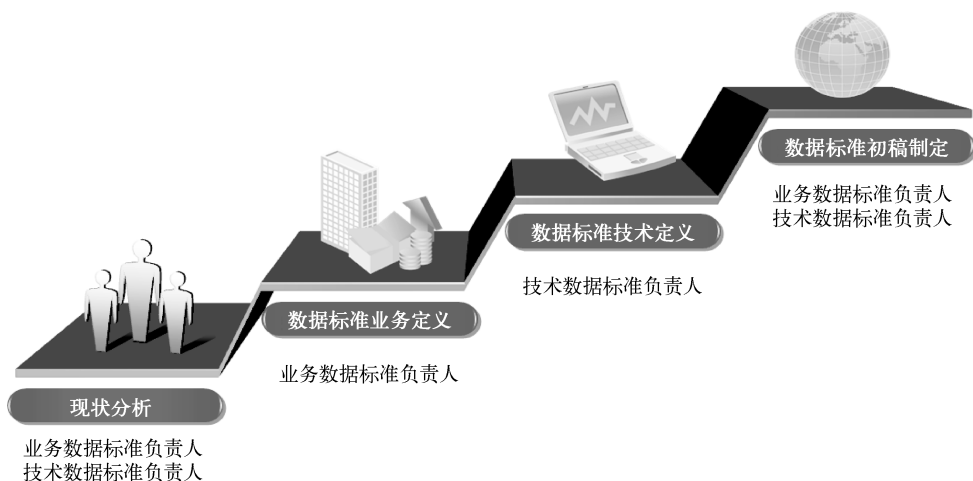 现状分析
业务数据标准负责人
技术数据标准负责人
数据标准业务定义
业务数据标准负责人
数据标准技术定义
技术数据标准负责人
数据标准初稿制定
业务数据标准负责人
技术数据标准负责人